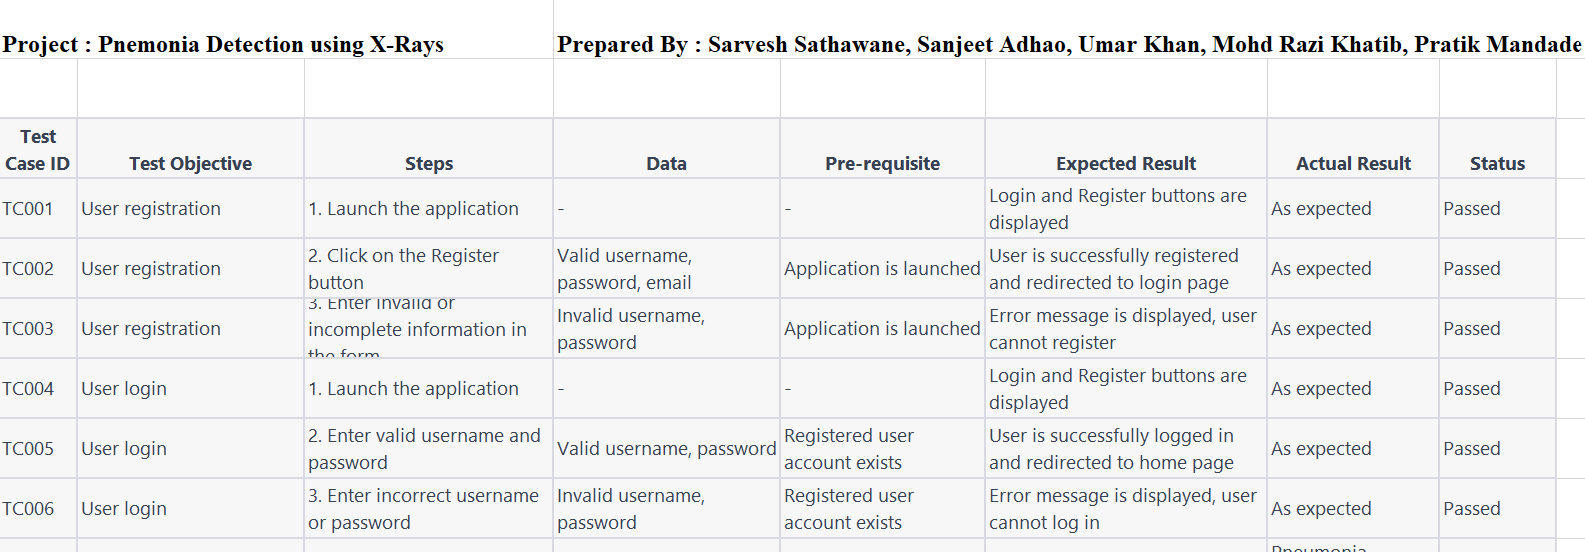 Project : Pnemonia Detection using X-Rays
Prepared By : Sarvesh Sathawane, Sanjeet Adhao, Umar Khan, Mohd Razi Khatib, Pratik Mandade
Test
Case ID
Test Objective
Steps
Data
Pre-requisite
Expected Result
Actual Result
Status
TC001
User registration
1. Launch the application
-
-
Login and Register buttons are
displayed
As expected
Passed
TC002
User registration
2. Click on the Register
button
Valid username,
password, email
Application is launched
User is successfully registered
and redirected to login page
As expected
Passed
TC003
User registration
3. Enter invalid or
incomplete information in
the form
Invalid username,
password
Application is launched
Error message is displayed, user
cannot register
As expected
Passed
TC004
User login
1. Launch the application
-
-
Login and Register buttons are
displayed
As expected
Passed
TC005
User login
2. Enter valid username and
password
Valid username, password
Registered user
account exists
User is successfully logged in
and redirected to home page
As expected
Passed
TC006
User login
3. Enter incorrect username
or password
Invalid username,
password
Registered user
account exists
Error message is displayed, user
cannot log in
As expected
Passed
Pneumonia